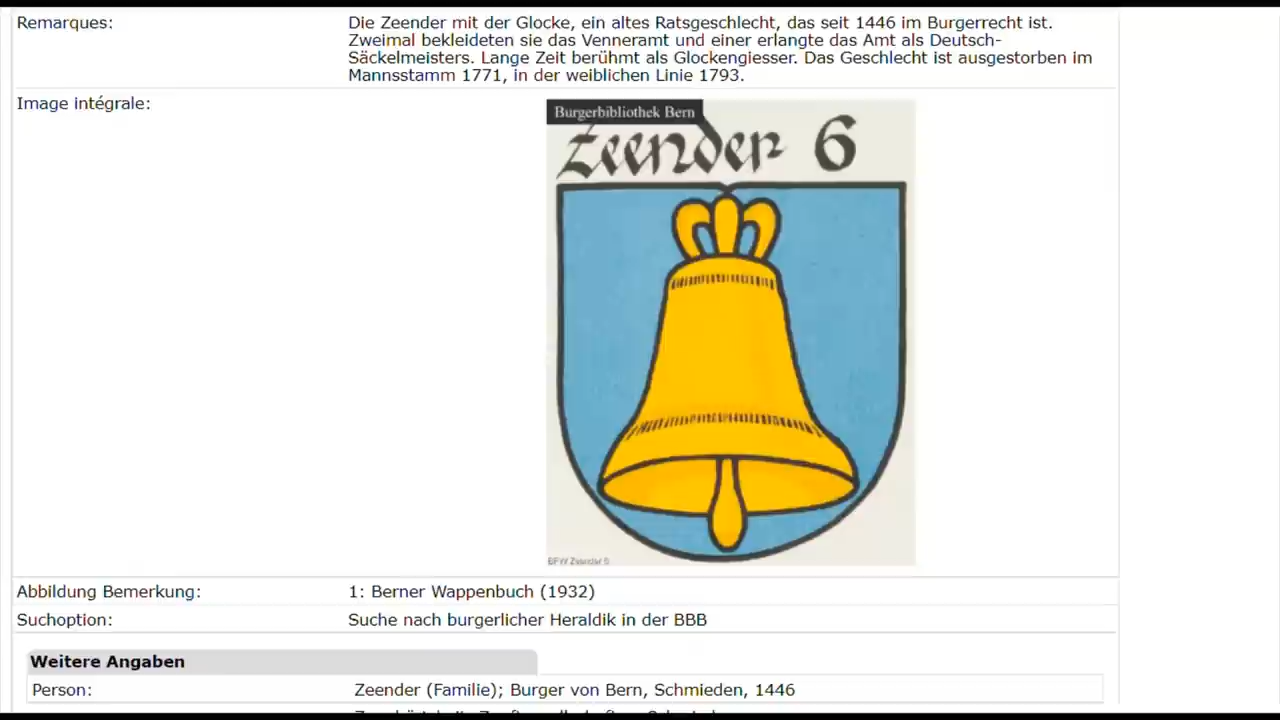 Remarques:
Die Zeender mit der Glocke, ein altes Ratsgeschlecht, das seit 1446 im Burgerrecht ist.
Zweimal bekleideten sie das Venneramt und einer erlangte das Amt als Deutsch-
Säckelmeisters. Lange Zeit berühmt als Glockengiesser. Das Geschlecht ist ausgestorben im
Mannsstamm 1771, in der weiblichen Linie 1793.
Image intégrale:
Burgerbibliothek Bern
Zeender 6
BFW Zeender 6
Abbildung Bemerkung:
1: Berner Wappenbuch (1932)
Suchoption:
Suche nach burgerlicher Heraldik in der BBB
Weitere Angaben
Person:
Zeender (Familie); Burger von Bern, Schmieden, 1446